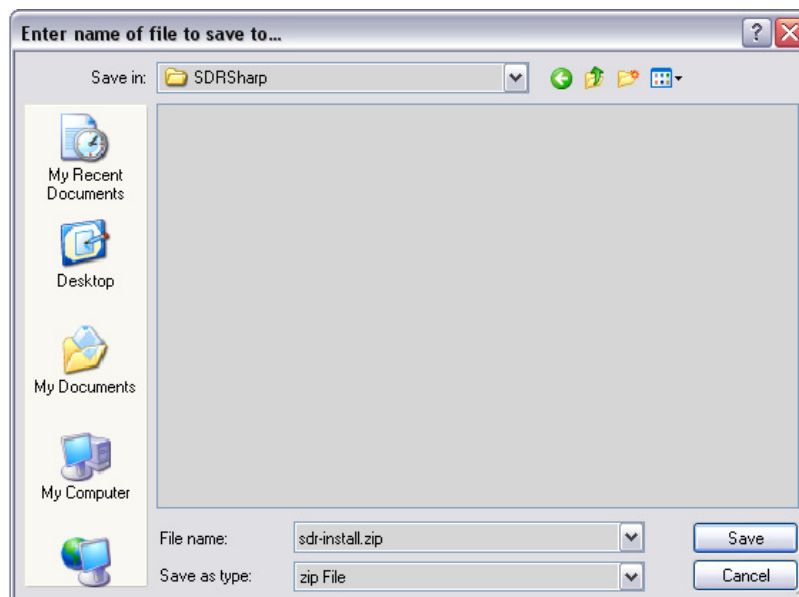 Enter name of file to save to...
Save in: SDRSharp
My Recent
Documents
Desktop
My Documents
My Computer
File name: sdr-install.zip Save
Save as type: zip File Cancel